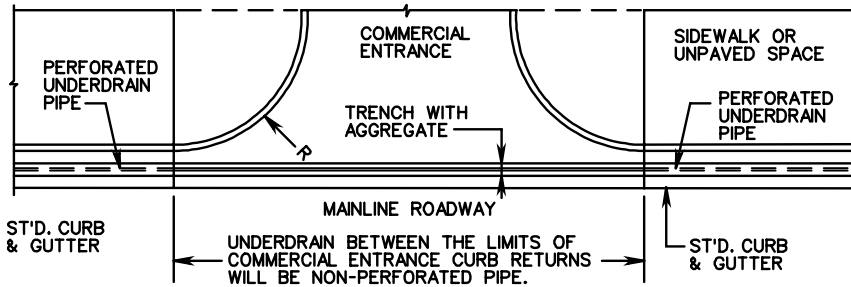 COMMERCIAL
ENTRANCE
SIDEWALK OR
UNPAVED SPACE
PERFORATED
UNDERDRAIN
PIPE
TRENCH WITH
AGGREGATE
PERFORATED
UNDERDRAIN
PIPE
R
MAINLINE ROADWAY
ST'D. CURB
& GUTTER
UNDERDRAIN BETWEEN THE LIMITS OF
COMMERCIAL ENTRANCE CURB RETURNS
WILL BE NON-PERFORATED PIPE.
ST'D. CURB
& GUTTER